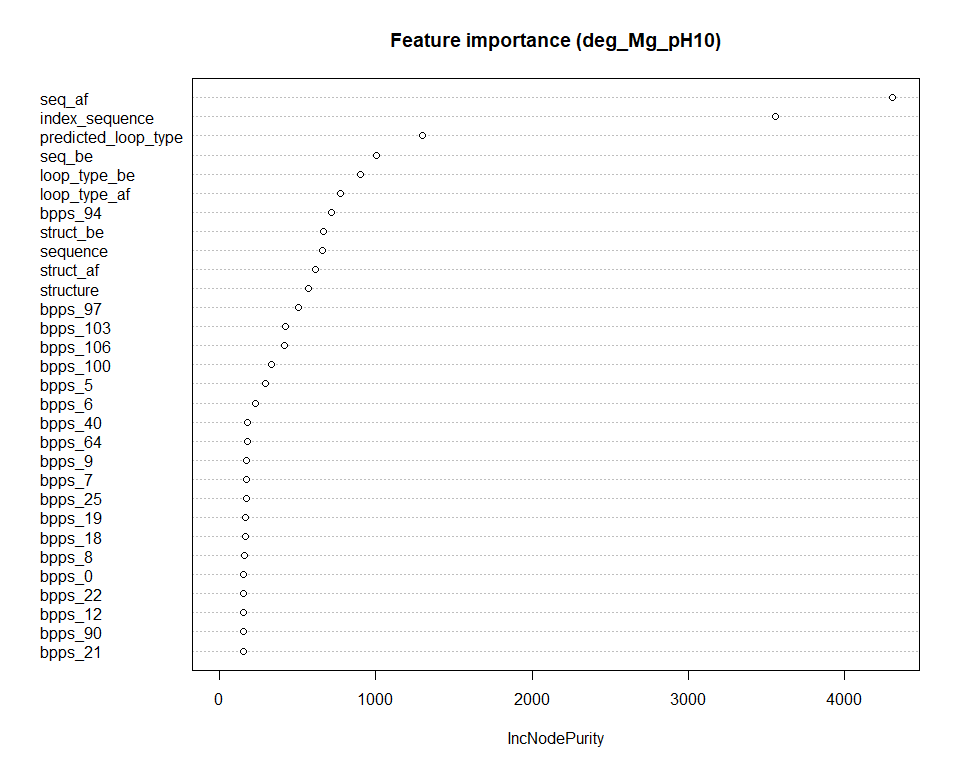 Feature importance (deg_Mg_pH10)
seq_af
index_sequence
predicted_loop_type
seq_be
loop_type_be
loop_type_af
bpps_94
struct_be
sequence
struct_af
structure
bpps_97
bpps_103
bpps_106
bpps_100
bpps_5
bpps_6
bpps_40
bpps_64
bpps_9
bpps_7
bpps_25
bpps_19
bpps_18
bpps_8
bpps_0
bpps_22
bpps_12
bpps_90
bpps_21
0 1000 2000 3000 4000
IncNodePurity